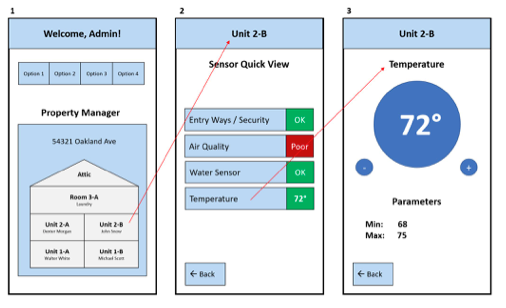 1
Welcome, Admin!
Option 1 Option 2 Option 3 Option 4
Property Manager
54321 Oakland Ave
Attic
Room 3-A
Laundry
Unit 2-A
Denise Morgan
Unit 2-B
John Snow
Unit 1-A
Walter White
Unit 1-B
Michael Scott
2
Unit 2-B
Sensor Quick View
Entry Ways / Security OK
Air Quality Poor
Water Sensor OK
Temperature 72°
← Back
3
Unit 2-B
Temperature
72°
- +
Parameters
Min: 68
Max: 75
← Back